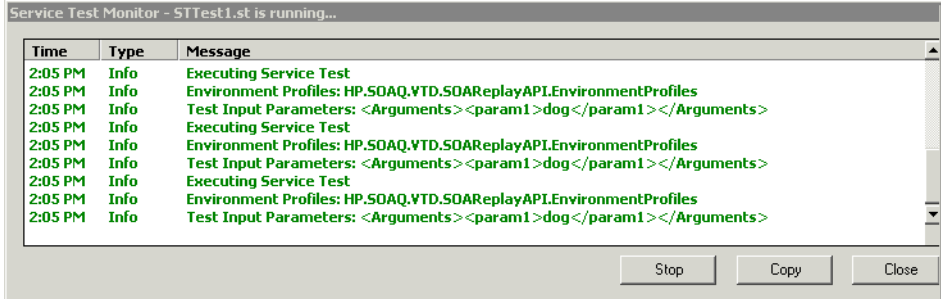 Service Test Monitor - STTest1.st is running...
Time Type Message
2:05 PM Info Executing Service Test
2:05 PM Info Environment Profiles: HP.SOAQ.VTD.SOAReplayAPI.EnvironmentProfiles
2:05 PM Info Test Input Parameters: <Arguments><param1>dog</param1></Arguments>
2:05 PM Info Executing Service Test
2:05 PM Info Environment Profiles: HP.SOAQ.VTD.SOAReplayAPI.EnvironmentProfiles
2:05 PM Info Test Input Parameters: <Arguments><param1>dog</param1></Arguments>
2:05 PM Info Executing Service Test
2:05 PM Info Environment Profiles: HP.SOAQ.VTD.SOAReplayAPI.EnvironmentProfiles
2:05 PM Info Test Input Parameters: <Arguments><param1>dog</param1></Arguments>
Stop Copy Close